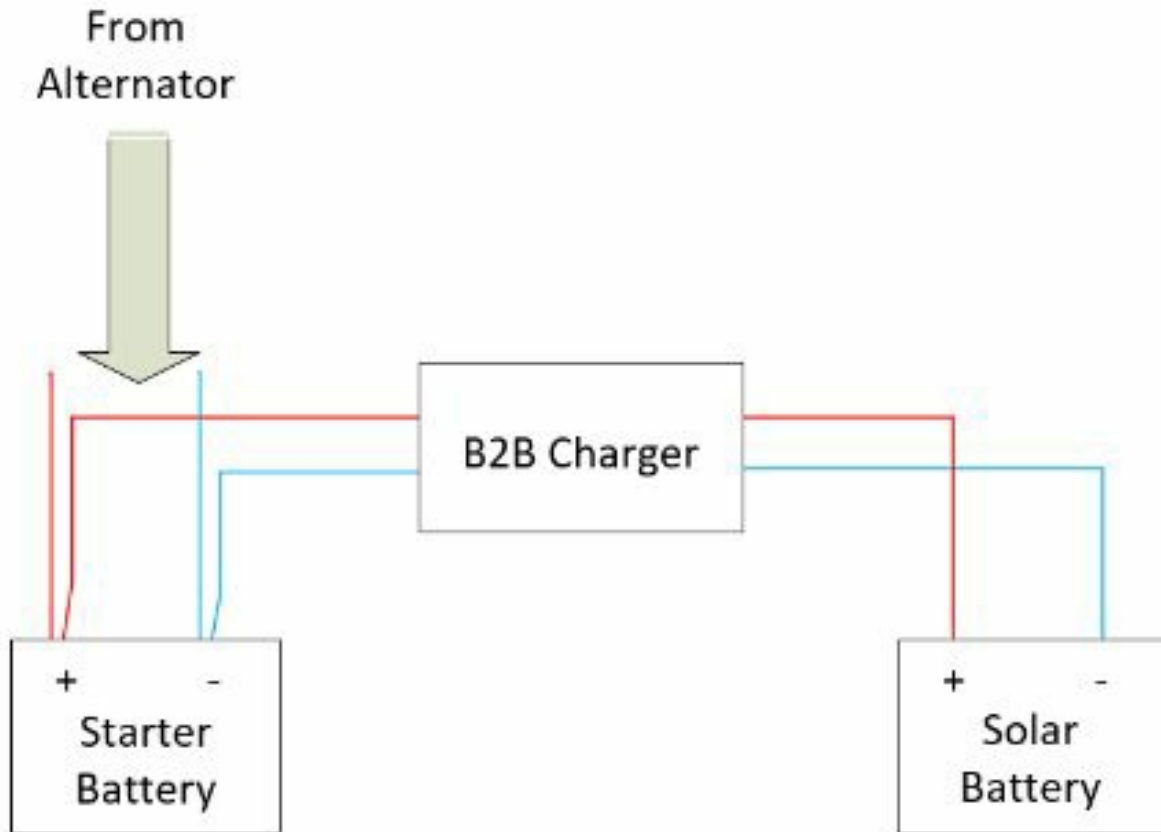 From
Alternator
B2B Charger
+ -
Starter
Battery
+ -
Solar
Battery